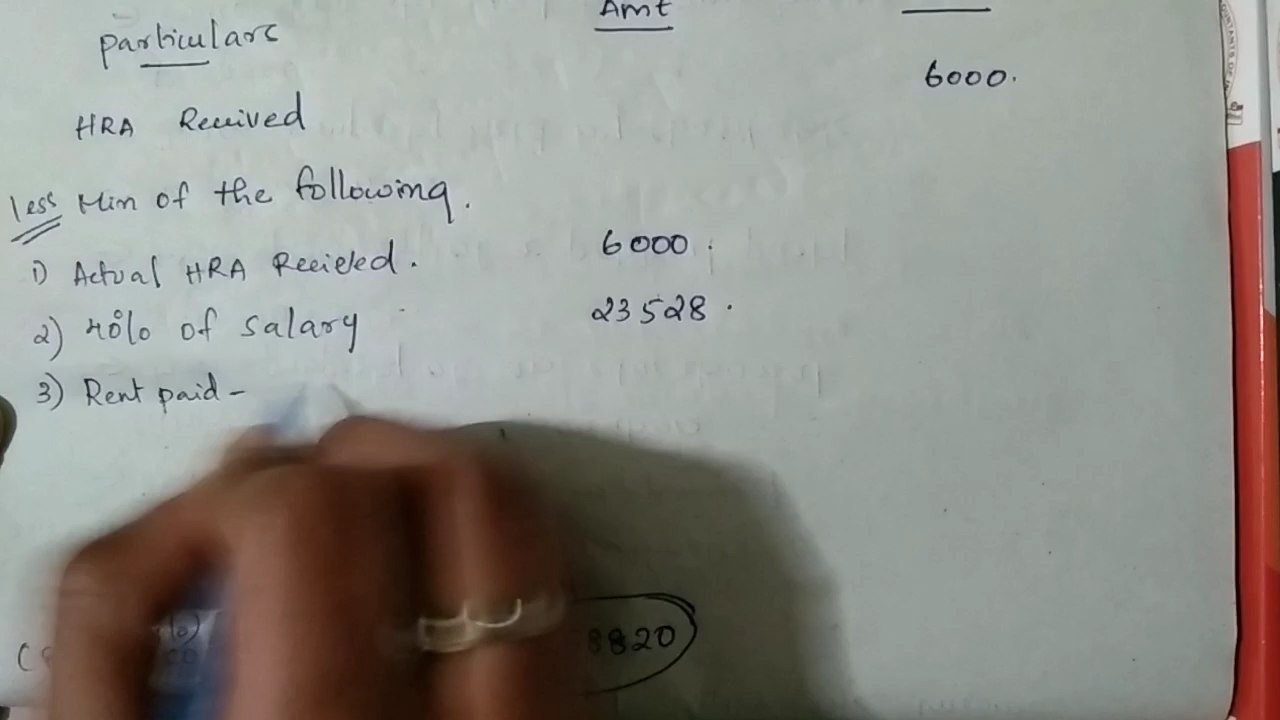 particulars Amt
6000.
HRA Received
less Min of the following.
1) Actual HRA Recieved. 6000.
2) 40% of salary 23528.
3) Rent paid -
8820